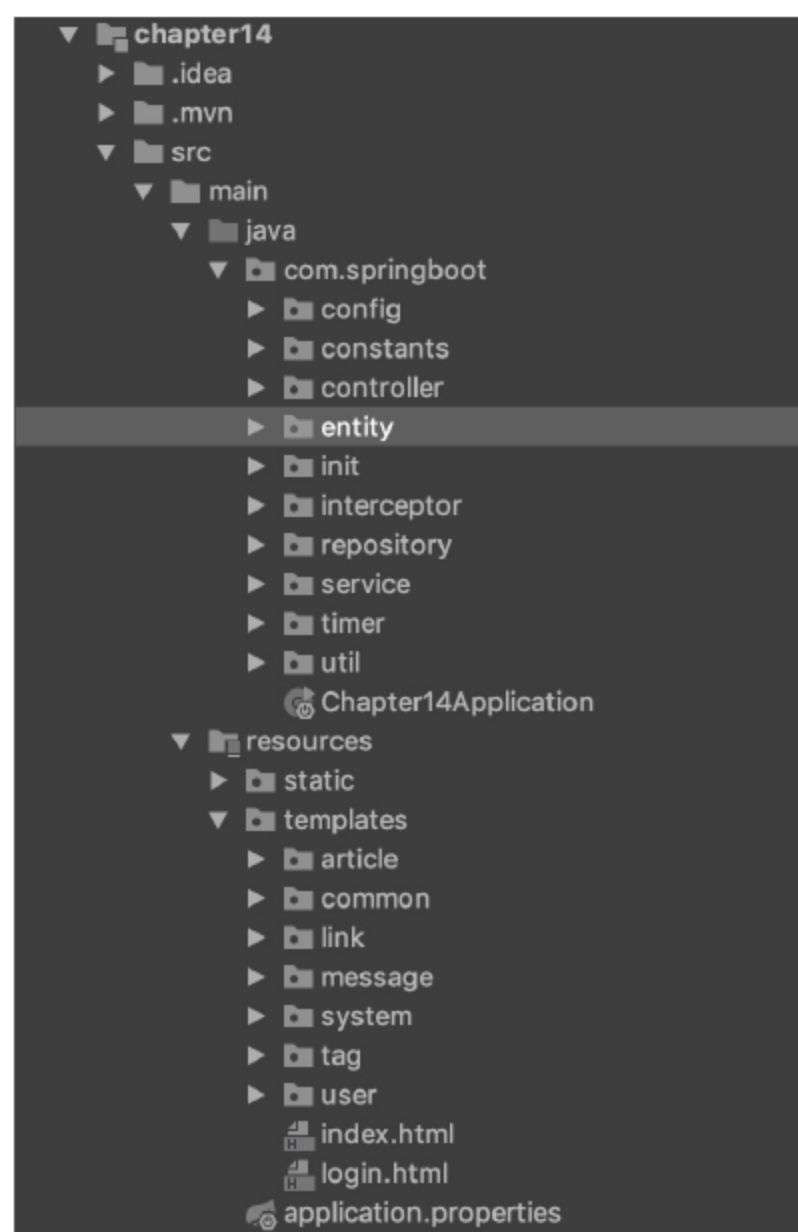 chapter14
.idea
.mvn
src
main
java
com.springboot
config
constants
controller
entity
init
interceptor
repository
service
timer
util
Chapter14Application
resources
static
templates
article
common
link
message
system
tag
user
index.html
login.html
application.properties